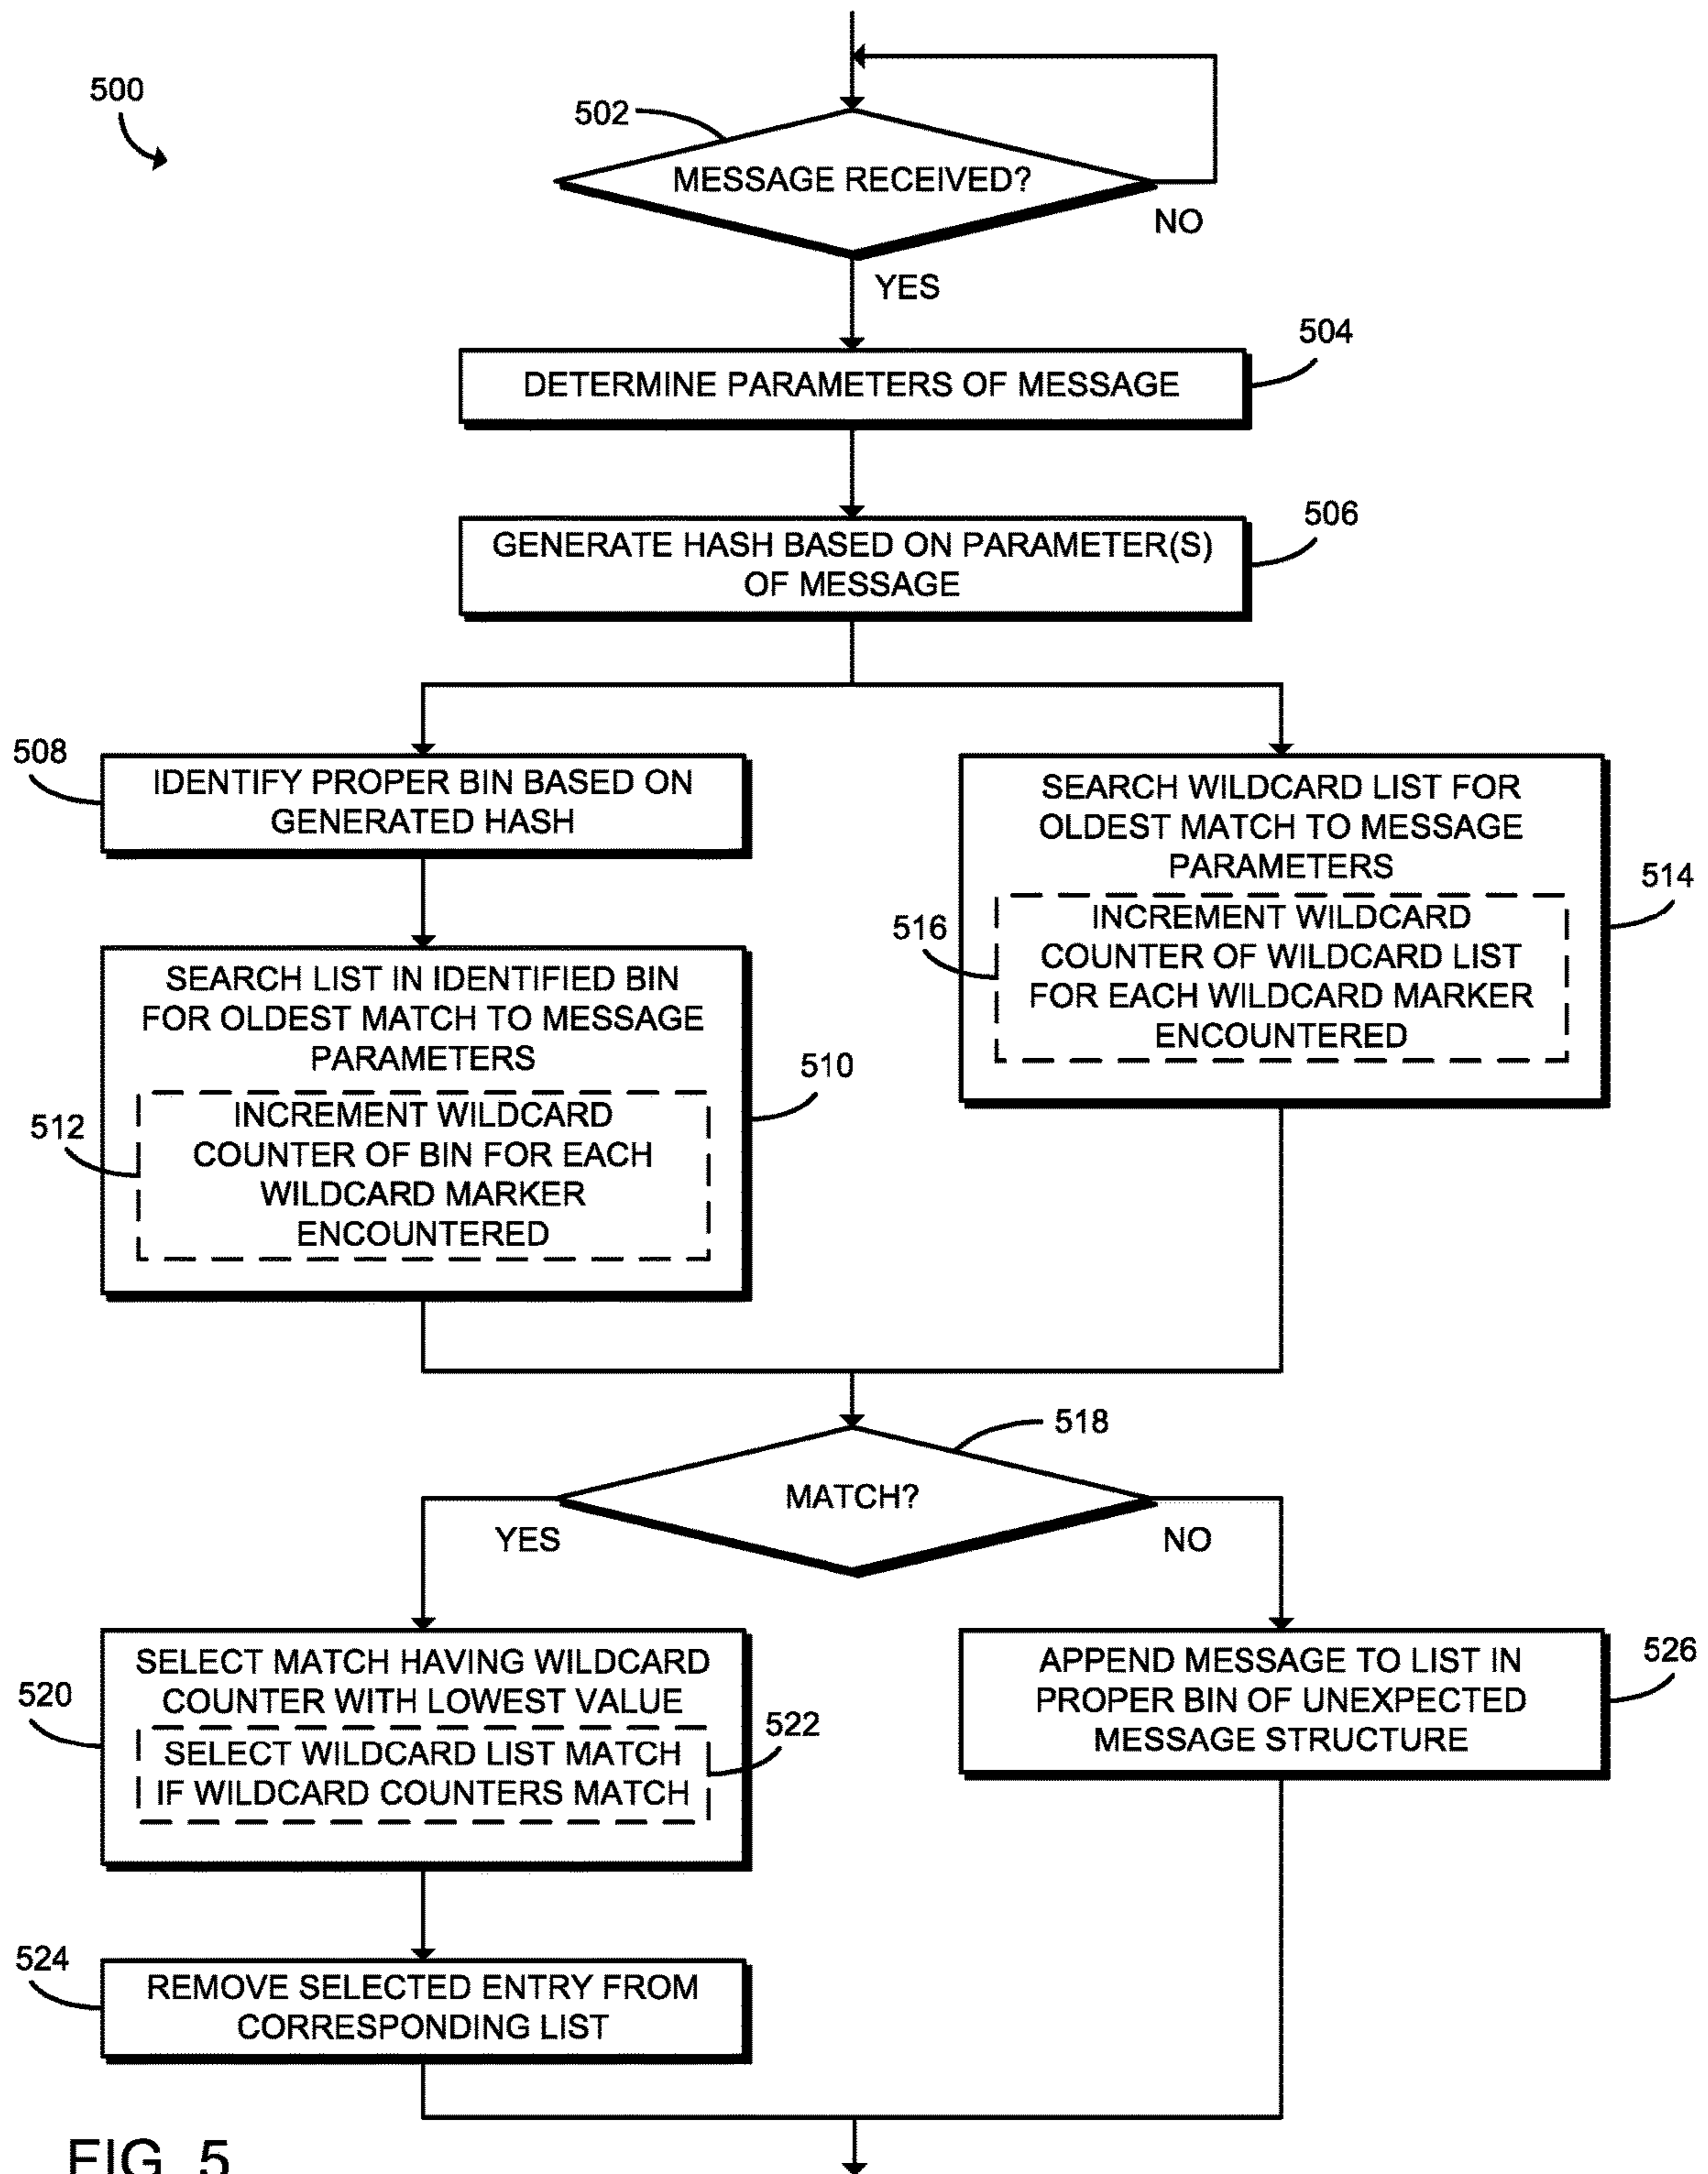 500
502
MESSAGE RECEIVED?
NO
YES
504
DETERMINE PARAMETERS OF MESSAGE
506
GENERATE HASH BASED ON PARAMETER(S)
OF MESSAGE
508
IDENTIFY PROPER BIN BASED ON
GENERATED HASH
SEARCH LIST IN IDENTIFIED BIN
FOR OLDEST MATCH TO MESSAGE
PARAMETERS
510
512
INCREMENT WILDCARD
COUNTER OF BIN FOR EACH
WILDCARD MARKER
ENCOUNTERED
SEARCH WILDCARD LIST FOR
OLDEST MATCH TO MESSAGE
PARAMETERS
514
516
INCREMENT WILDCARD
COUNTER OF WILDCARD LIST
FOR EACH WILDCARD MARKER
ENCOUNTERED
518
MATCH?
YES
NO
520
SELECT MATCH HAVING WILDCARD
COUNTER WITH LOWEST VALUE
522
SELECT WILDCARD LIST MATCH
IF WILDCARD COUNTERS MATCH
524
REMOVE SELECTED ENTRY FROM
CORRESPONDING LIST
526
APPEND MESSAGE TO LIST IN
PROPER BIN OF UNEXPECTED
MESSAGE STRUCTURE
FIG. 5